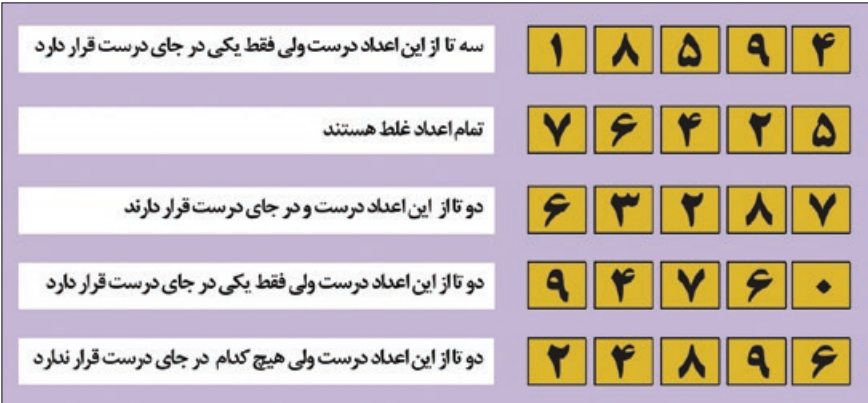 سه تا از این اعداد درست ولی فقط یکی در جای درست قرار دارد
۱ ۸ ۵ ۹ ۴
تمام اعداد غلط هستند
۷ ۶ ۴ ۲ ۵
دو تااز این اعداد درست و در جای درست قرار دارند
۶ ۳ ۲ ۸ ۷
دو تا از این اعداد درست ولی فقط یکی در جای درست قرار دارد
۹ ۴ ۷ ۶ ۰
دو تا از این اعداد درست ولی هیچ کدام در جای درست قرار ندارد
۲ ۴ ۸ ۹ ۶